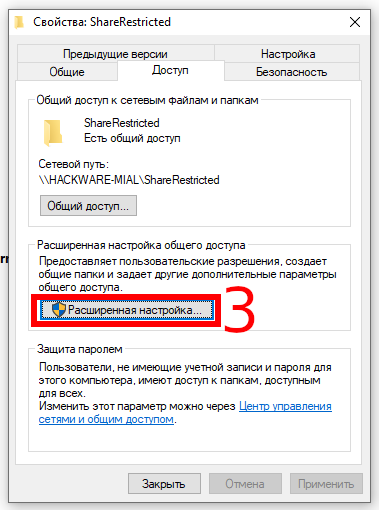 Свойства: ShareRestricted
Предыдущие версии
Настройка
Общие
Доступ
Безопасность
Общий доступ к сетевым файлам и папкам
ShareRestricted
Есть общий доступ
Сетевой путь:
\\HACKWARE-MIAL\ShareRestricted
Общий доступ...
Расширенная настройка общего доступа
Предоставляет пользовательские разрешения, создает
общие папки и задает другие дополнительные параметры
общего доступа.
Расширенная настройка...
3
Защита паролем
Пользователи, не имеющие учетной записи и пароля для
этого компьютера, имеют доступ к папкам, доступным
для всех.
Изменить этот параметр можно через Центр управления
сетями и общим доступом.
Закрыть
Отмена
Применить